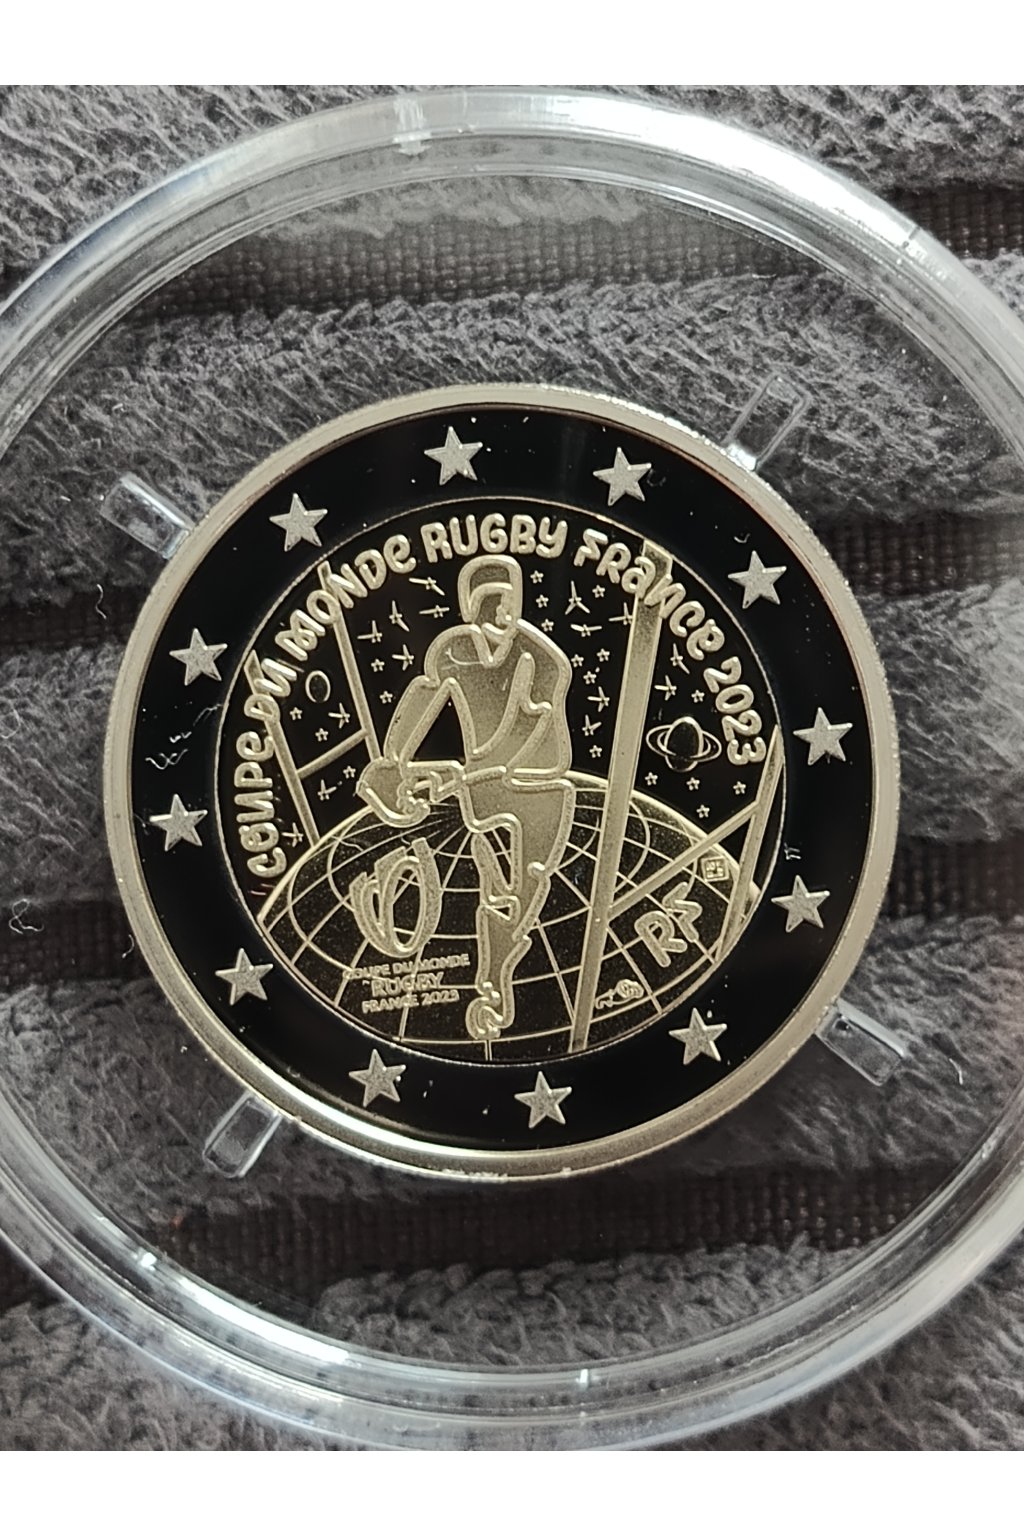 COUPE DU MONDE RUGBY FRANCE 2023
RF
COUPE DU MONDE
RUGBY
FRANCE 2023